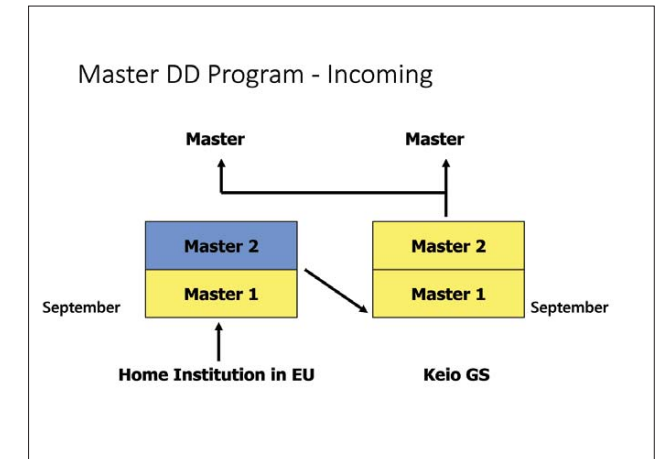 Master DD Program - Incoming
Master
Master
Master 2
Master 2
Master 1
Master 1
September
September
Home Institution in EU
Keio GS